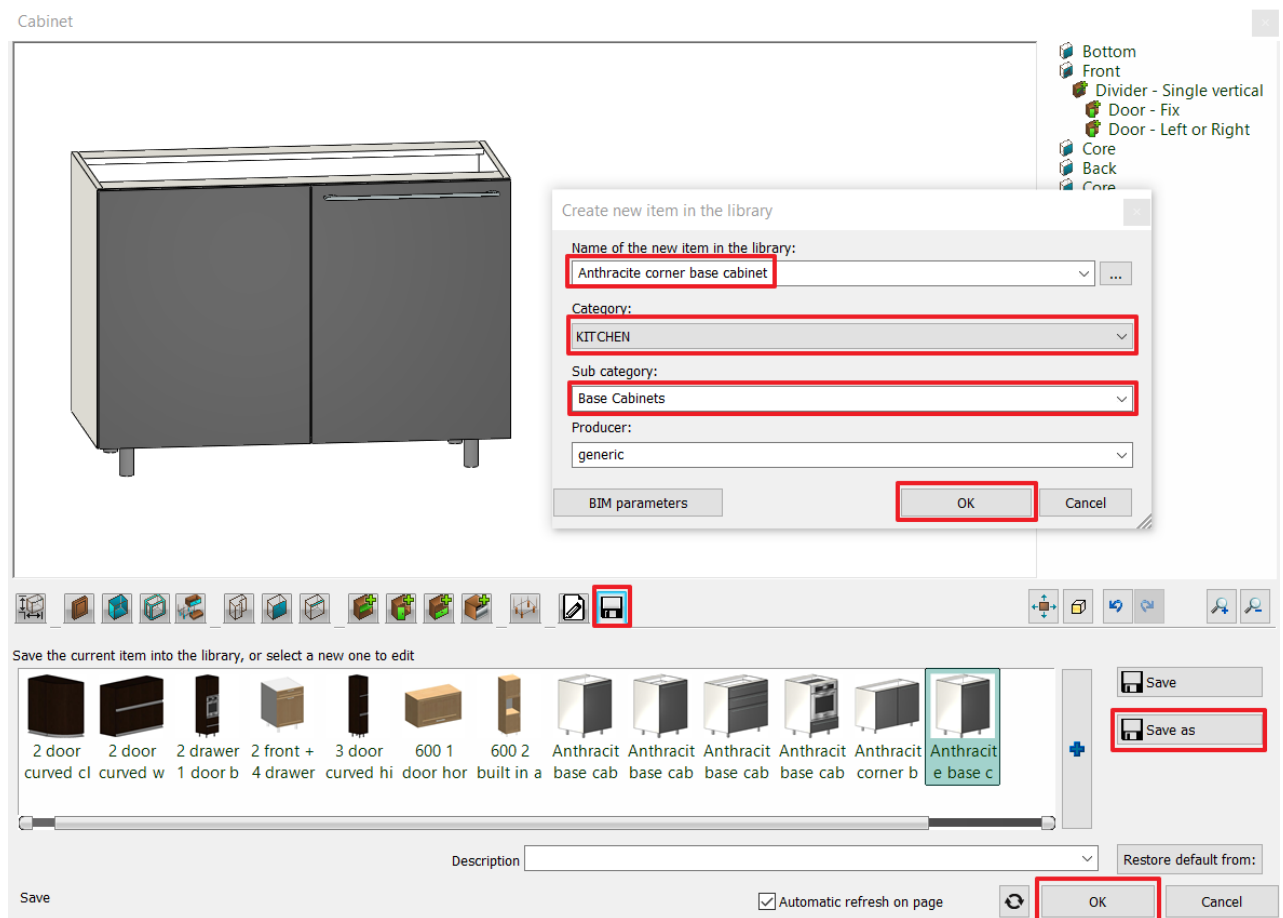 Cabinet
Bottom
Front
Divider - Single vertical
Door - Fix
Door - Left or Right
Core
Back
Core
Create new item in the library
Name of the new item in the library:
Anthracite corner base cabinet
...
Category:
KITCHEN
Sub category:
Base Cabinets
Producer:
generic
BIM parameters
OK
Cancel
Save the current item into the library, or select a new one to edit
2 door
curved cl
2 door
curved w
2 drawer
1 door b
2 front +
4 drawer
3 door
curved hi
600 1
door hor
600 2
built in a
Anthracit
base cab
Anthracit
base cab
Anthracit
base cab
Anthracit
base cab
Anthracit
corner b
Anthracit
e base c
Save
Save as
Description
Restore default from:
Save
Automatic refresh on page
OK
Cancel